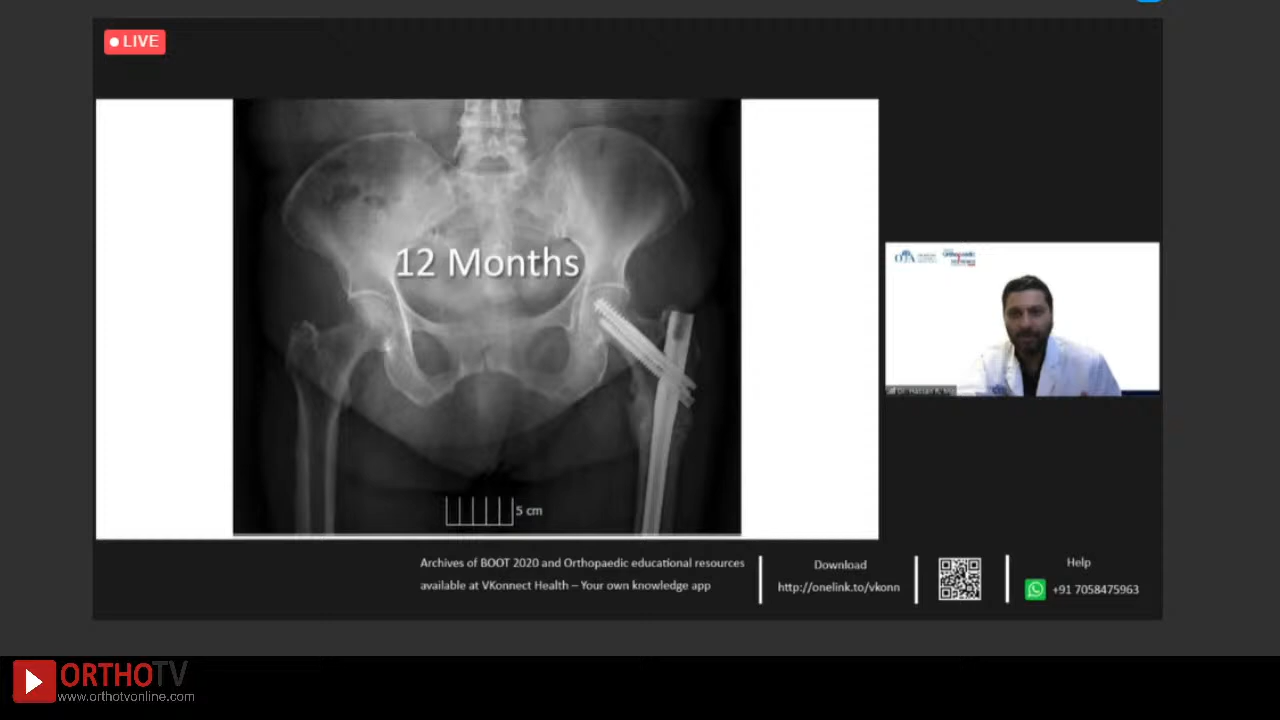 LIVE
12 Months
5 cm
OTA
Archives of BOOT 2020 and Orthopaedic educational resources
available at VKonnect Health – Your own knowledge app
Download
http://onelink.to/vkonn
Help
+91 7058475963
ORTHOTV
www.orthotvonline.com